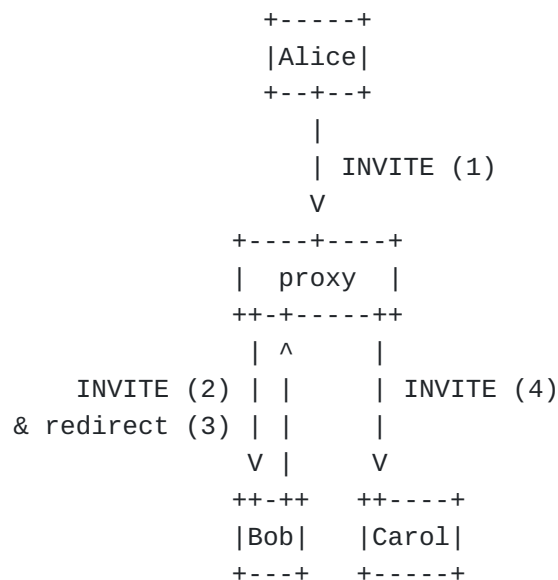 Alice
INVITE (1)
proxy
INVITE (2)
INVITE (4)
& redirect (3)
Bob
Carol